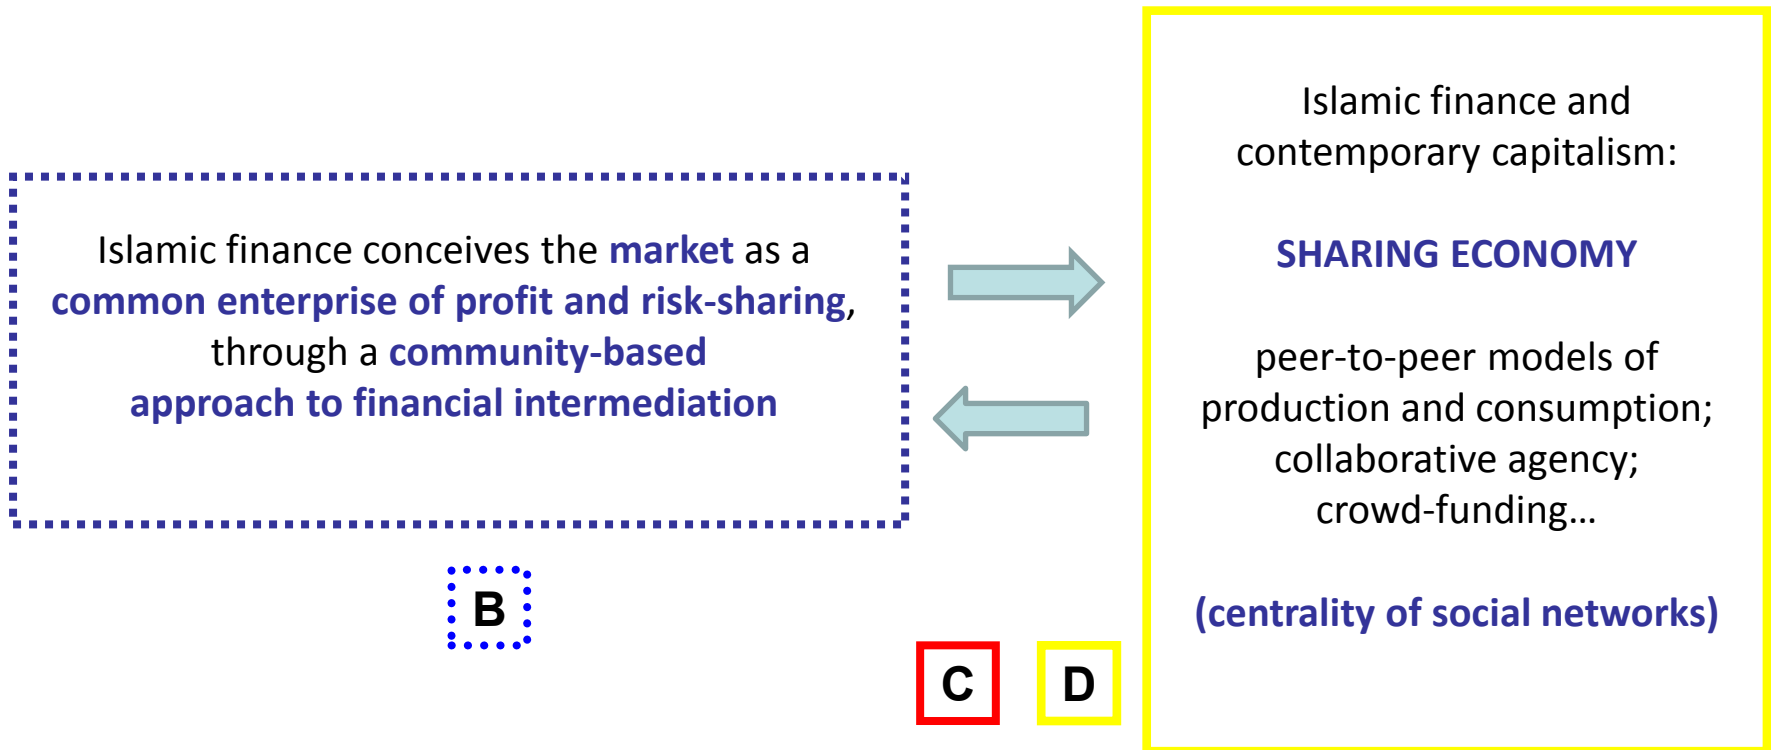 Islamic finance conceives the market as a
common enterprise of profit and risk-sharing,
through a community-based
approach to financial intermediation
B
C
D
Islamic finance and
contemporary capitalism:
SHARING ECONOMY
peer-to-peer models of
production and consumption;
collaborative agency;
crowd-funding…
(centrality of social networks)